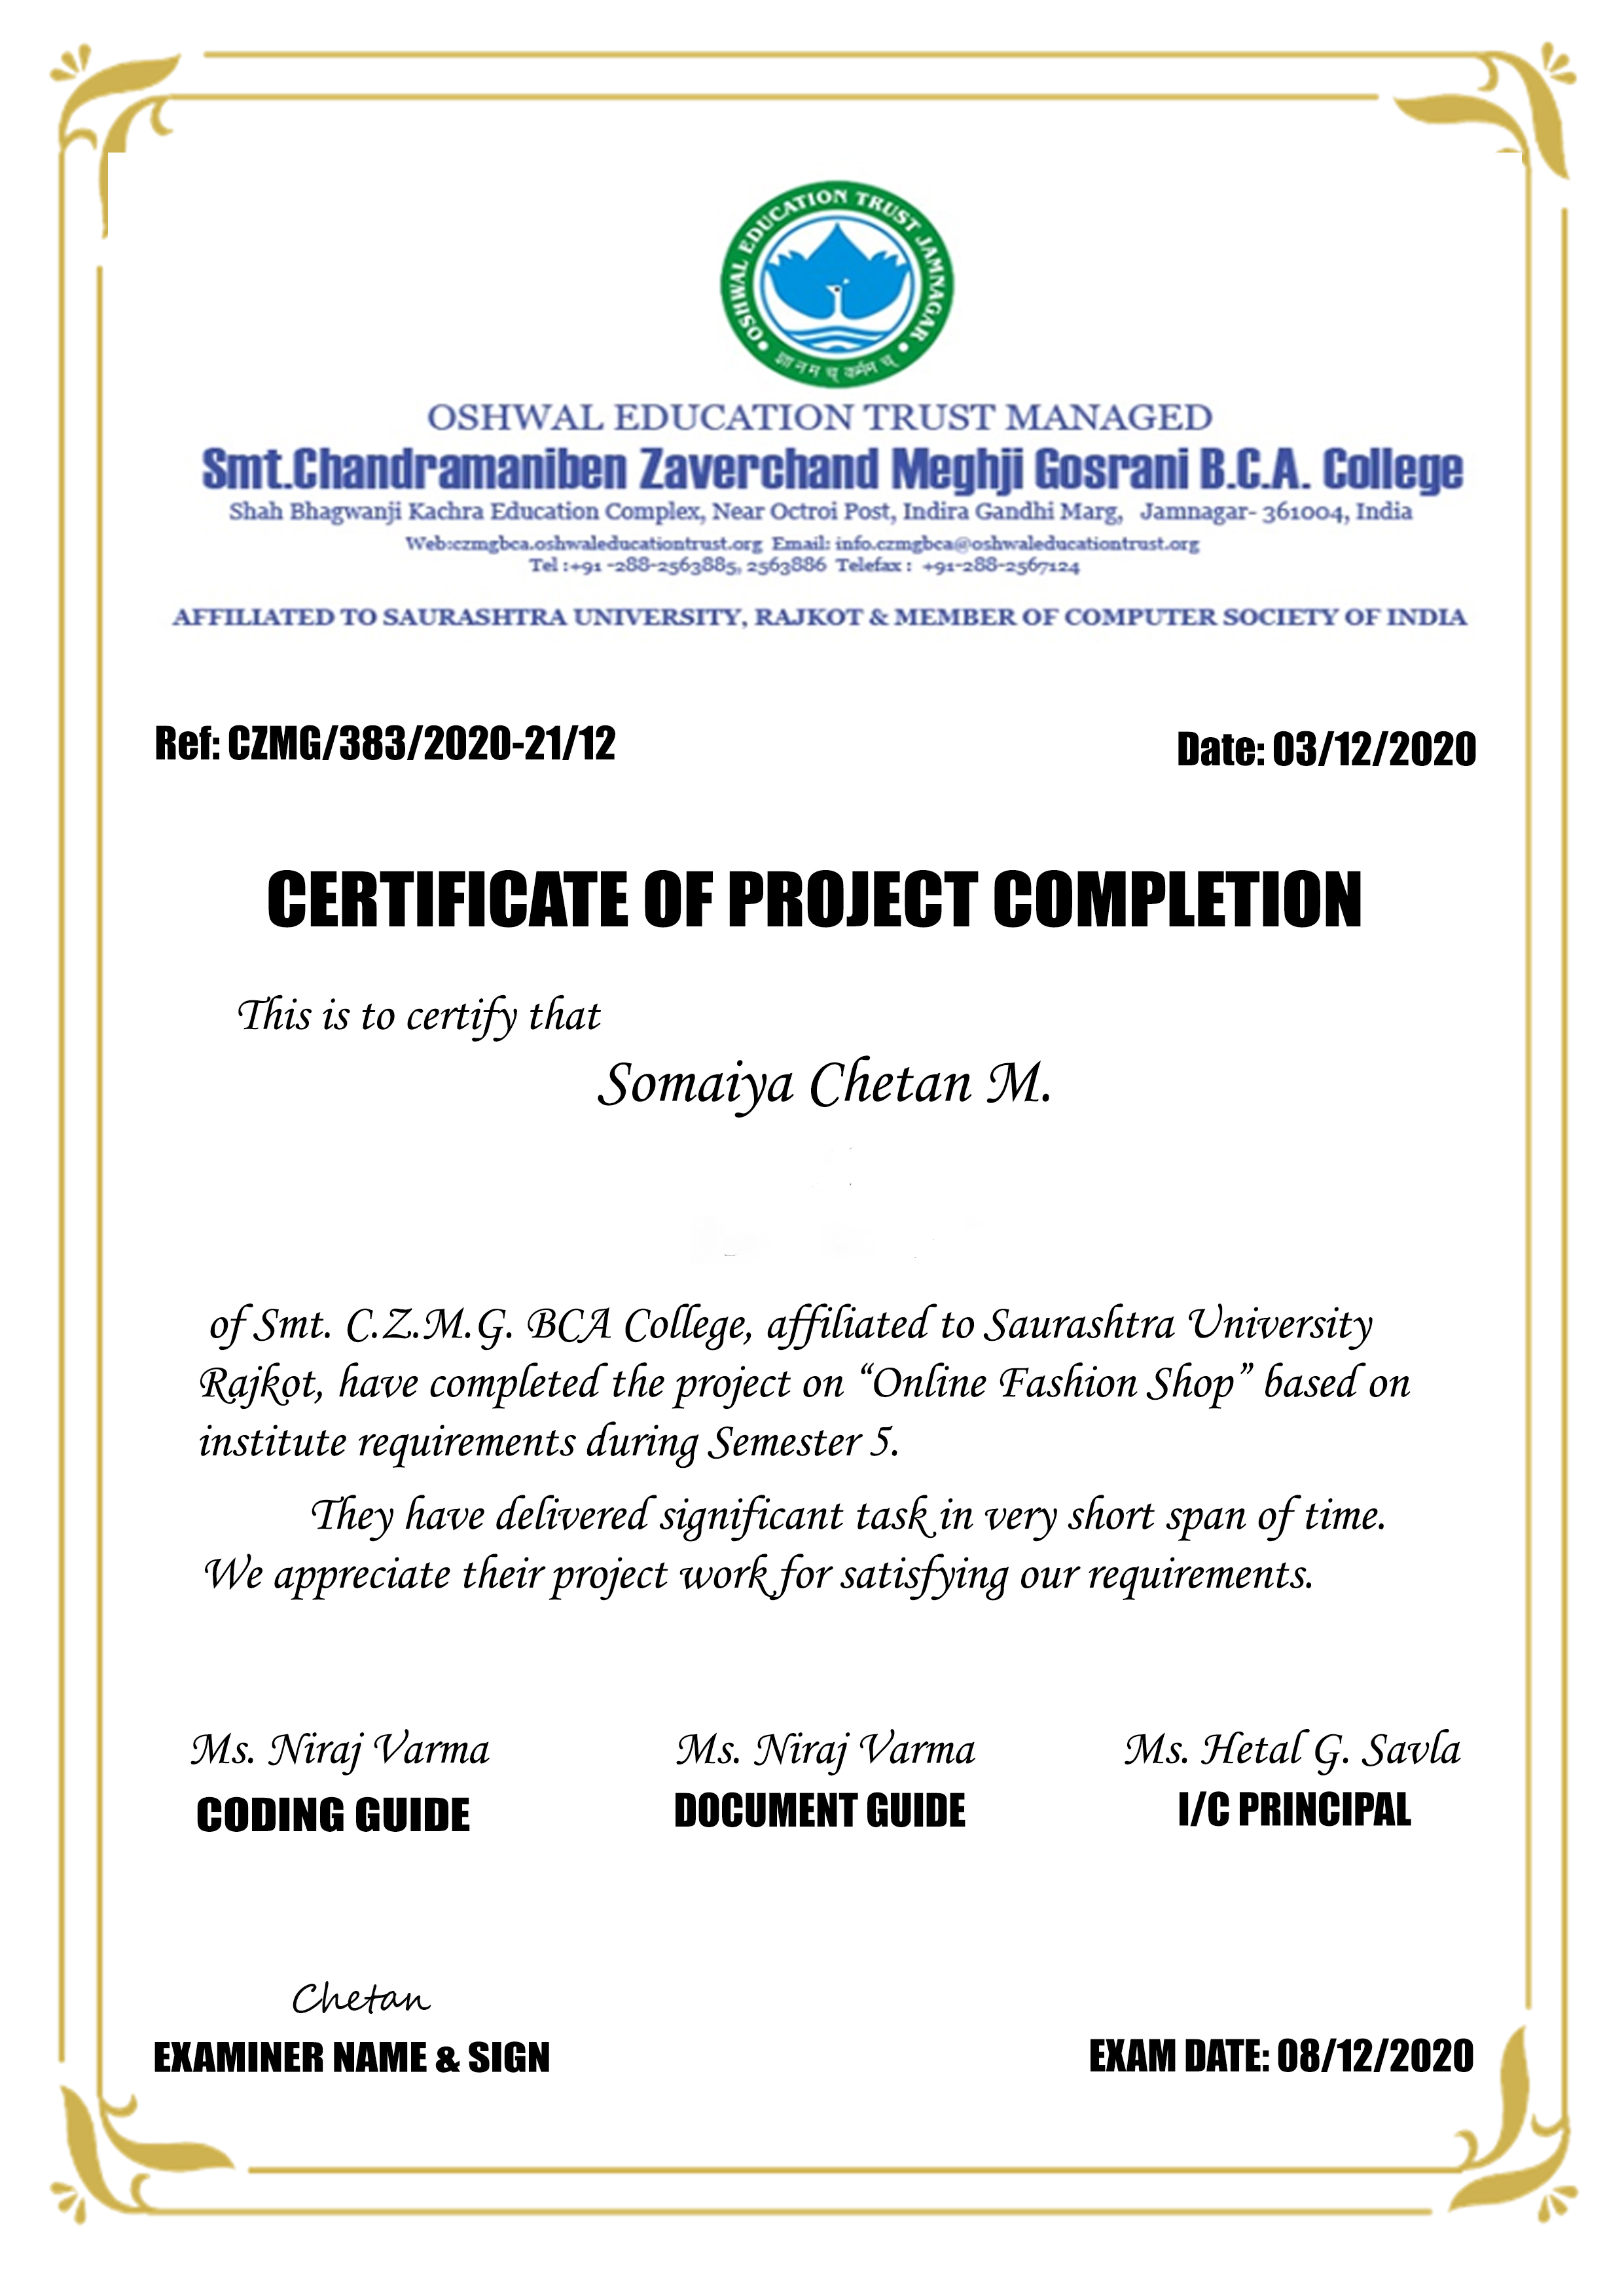 OSHWAL EDUCATION TRUST JAMNAGAR
OSHWAL EDUCATION TRUST MANAGED
Smt.Chandramaniben Zaverchand Meghji Gosrani B.C.A. College
Shah Bhagwanji Kachra Education Complex, Near Octroi Post, Indira Gandhi Marg, Jamnagar- 361004, India
Web:czmgbca.oshwaleducationtrust.org Email: info.czmgbca@oshwaleducationtrust.org
Tel :+91 -288-2563885, 2563886 Telefax : +91-288-2567124
AFFILIATED TO SAURASHTRA UNIVERSITY, RAJKOT & MEMBER OF COMPUTER SOCIETY OF INDIA
Ref: CZMG/383/2020-21/12
Date: 03/12/2020
CERTIFICATE OF PROJECT COMPLETION
This is to certify that
Somaiya Chetan M.
of Smt. C.Z.M.G. BCA College, affiliated to Saurashtra University
Rajkot, have completed the project on “Online Fashion Shop” based on
institute requirements during Semester 5.
They have delivered significant task in very short span of time.
We appreciate their project work for satisfying our requirements.
Ms. Niraj Varma Ms. Niraj Varma Ms. Hetal G. Savla
CODING GUIDE DOCUMENT GUIDE I/C PRINCIPAL
Chetan
EXAMINER NAME & SIGN EXAM DATE: 08/12/2020